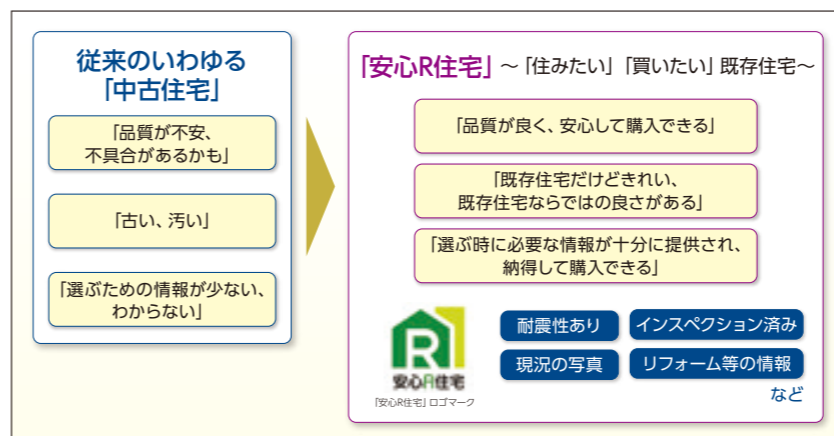 従来のいわゆる
「中古住宅」
「品質が不安、
不具合があるかも」
「古い、汚い」
「選ぶための情報が少ない、
わからない」
「安心R住宅」 ～「住みたい」「買いたい」既存住宅～
「品質が良く、安心して購入できる」
「既存住宅だけどきれい、
既存住宅ならではの良さがある」
「選ぶ時に必要な情報が十分に提供され、
納得して購入できる」
R
安心R住宅
「安心R住宅」ロゴマーク
耐震性あり
インスペクション済み
現況の写真
リフォーム等の情報
など